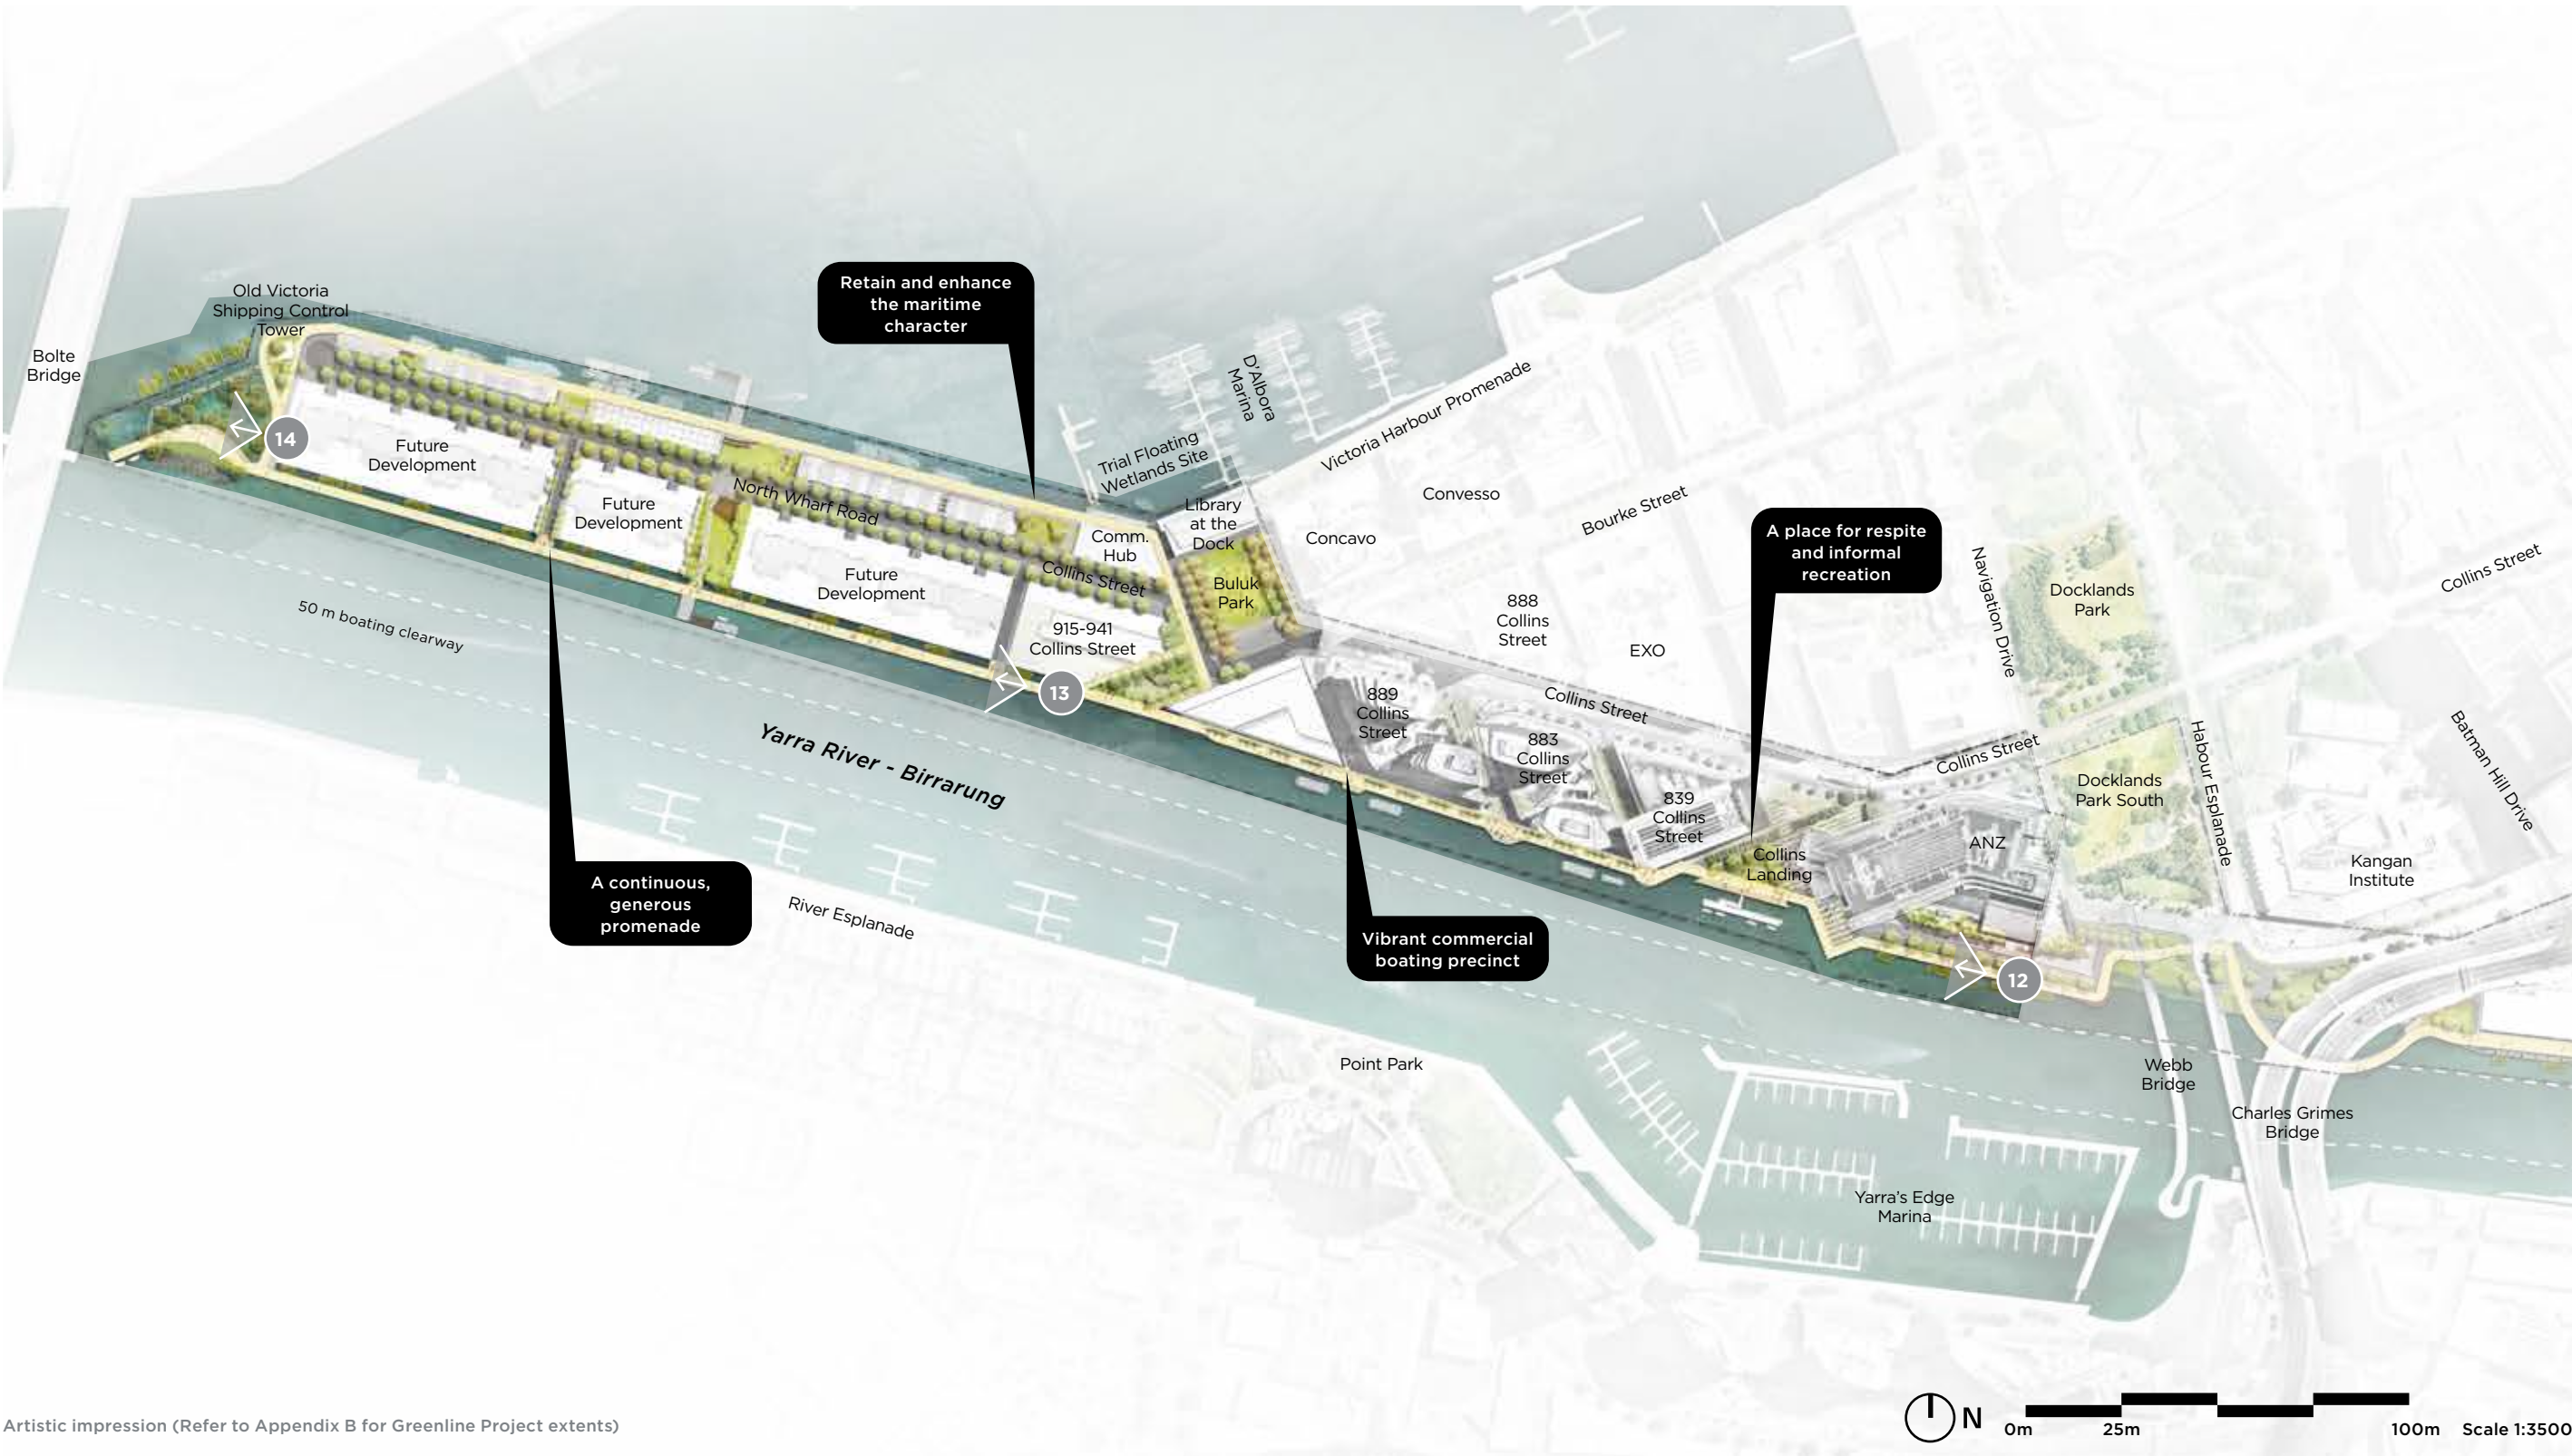 Old Victoria
Shipping Control
Tower
Bolte
Bridge
Retain and enhance
the maritime
character
D'Albora
Marina
Trial Floating
Wetlands Site
Victoria Harbour Promenade
14
Future
Development
Future
Development
North Wharf Road
Future
Development
Comm.
Hub
Library
at the
Dock
Collins Street
Buluk
Park
915-941
Collins Street
13
Concavo
Convesso
Bourke Street
A place for respite
and informal
recreation
888
Collins
Street
EXO
Navigation Drive
Docklands
Park
Collins Street
50 m boating clearway
Yarra River - Birrarung
889
Collins
Street
Collins Street
883
Collins
Street
839
Collins
Street
Collins Street
Docklands
Park South
Habour Esplanade
Batman Hill Drive
Collins
Landing
ANZ
Kangan
Institute
A continuous,
generous
promenade
River Esplanade
Vibrant commercial
boating precinct
12
Point Park
Webb
Bridge
Charles Grimes
Bridge
Yarra's Edge
Marina
Artistic impression (Refer to Appendix B for Greenline Project extents)
N
0m
25m
100m
Scale 1:3500